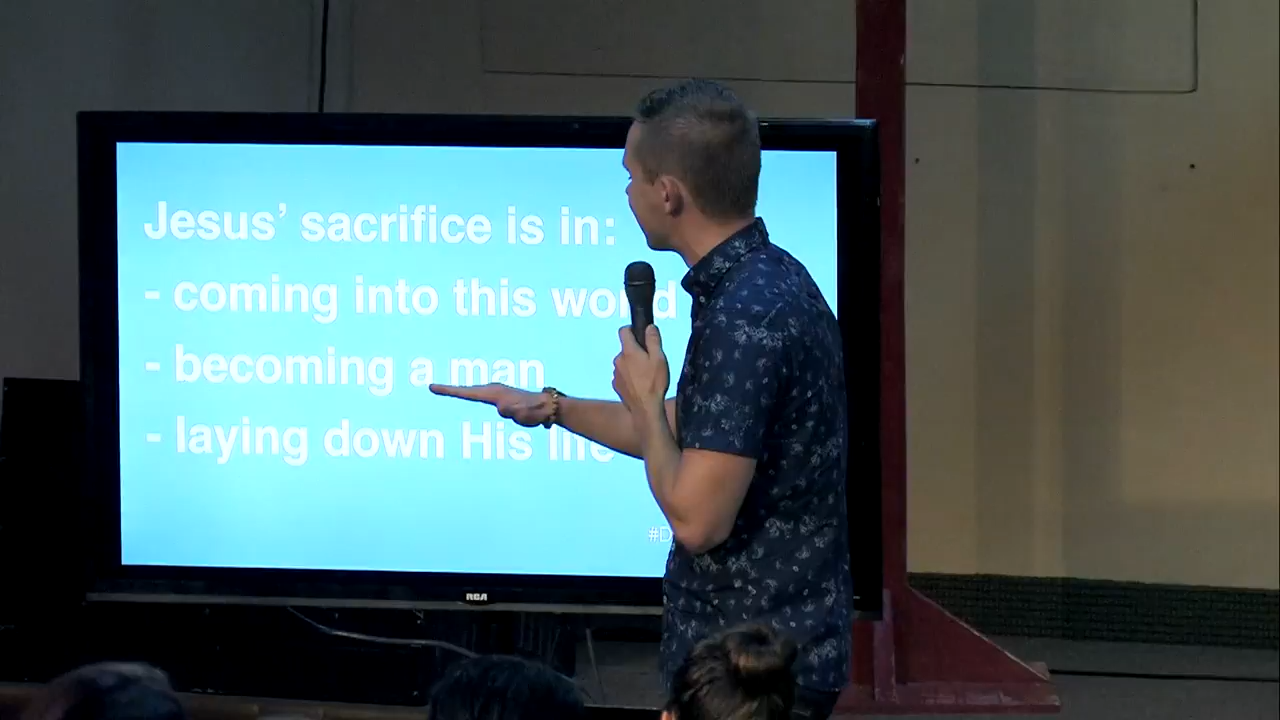 Jesus’ sacrifice is in:
- coming into this world
- becoming a man
- laying down His life
#D
RCA